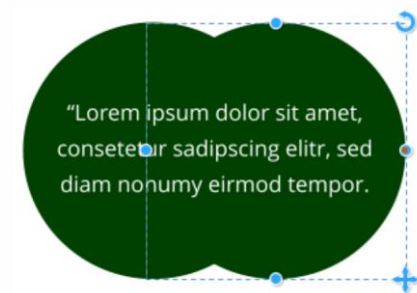 “Lorem ipsum dolor sit amet,
consetetur sadipscing elitr, sed
diam nonumy eirmod tempor.